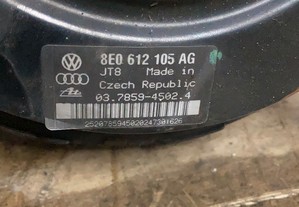 8E0 612 105 AG
JT8 Made in
Czech Republic
03.7859-4502.4